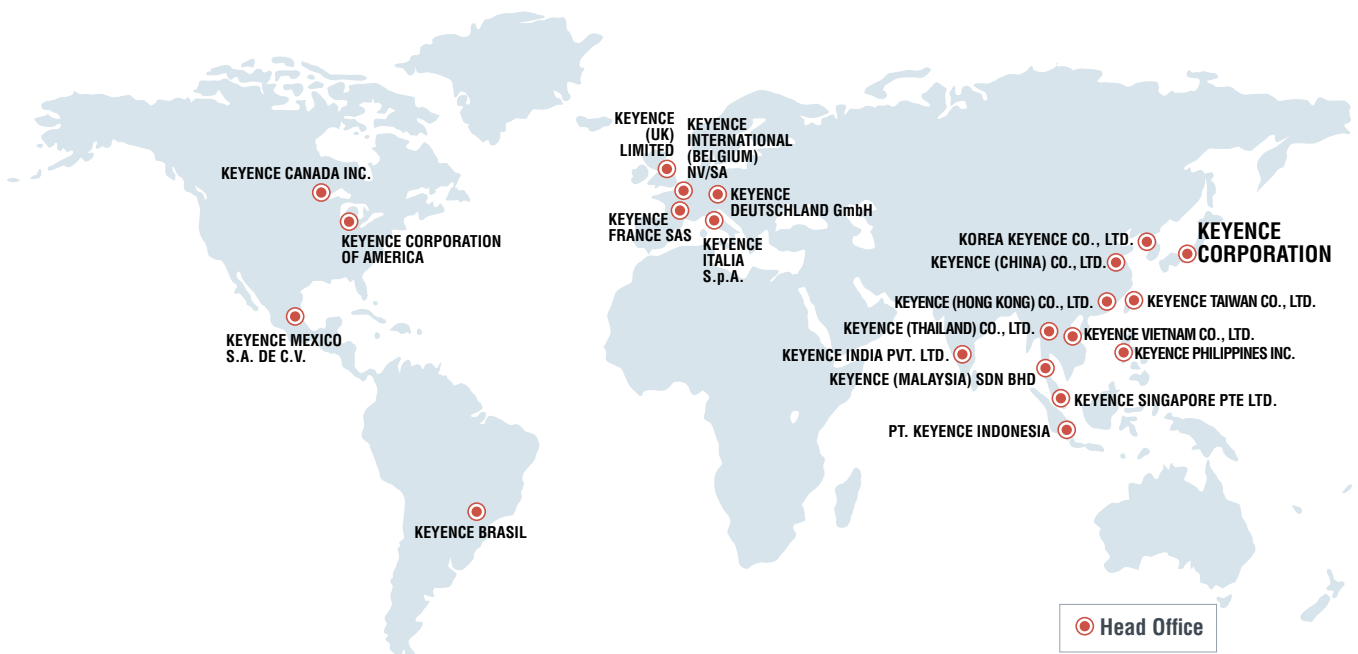 KEYENCE
(UK)
LIMITED
KEYENCE
INTERNATIONAL
(BELGIUM)
NV/SA
KEYENCE CANADA INC.
KEYENCE
DEUTSCHLAND GmbH
KEYENCE
FRANCE SAS
KEYENCE CORPORATION
OF AMERICA
KEYENCE
ITALIA
S.p.A.
KOREA KEYENCE CO., LTD.
KEYENCE
CORPORATION
KEYENCE (CHINA) CO., LTD.
KEYENCE (HONG KONG) CO., LTD.
KEYENCE TAIWAN CO., LTD.
KEYENCE MEXICO
S.A. DE C.V.
KEYENCE (THAILAND) CO., LTD.
KEYENCE VIETNAM CO., LTD.
KEYENCE INDIA PVT. LTD.
KEYENCE PHILIPPINES INC.
KEYENCE (MALAYSIA) SDN BHD
KEYENCE SINGAPORE PTE LTD.
PT. KEYENCE INDONESIA
KEYENCE BRASIL
Head Office